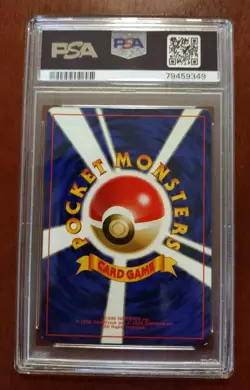 PSA
PSA
79459349
POCKET MONSTERS
CARD GAME